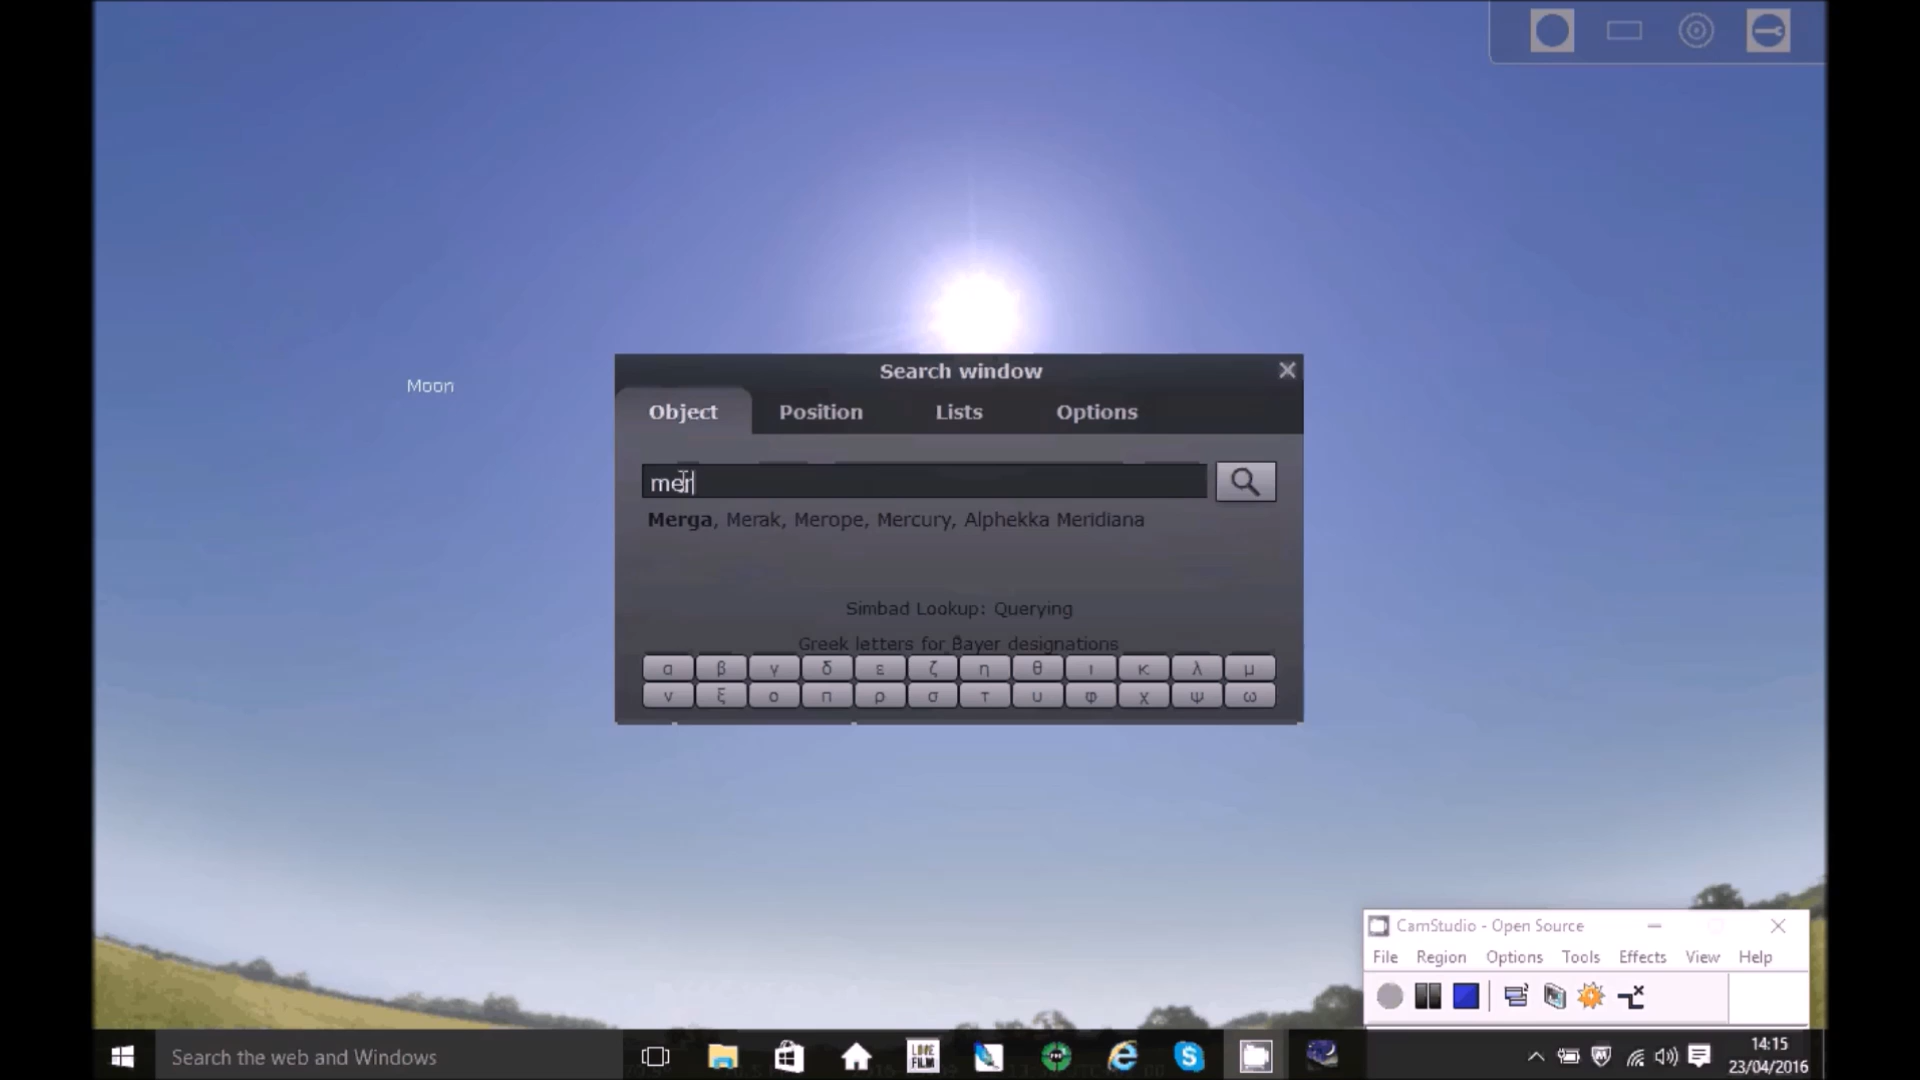 Moon
Search window
Object Position Lists Options
mer
Merga, Merak, Merope, Mercury, Alphekka Meridiana
Simbad Lookup: Querying
Greek letters for Bayer designations
α β γ δ ε ζ η θ ι κ λ μ
ν ξ ο π ρ σ τ υ φ χ ψ ω
CamStudio - Open Source
File Region Options Tools Effects View Help
Search the web and Windows
LOVE
FILM
14:15
23/04/2016